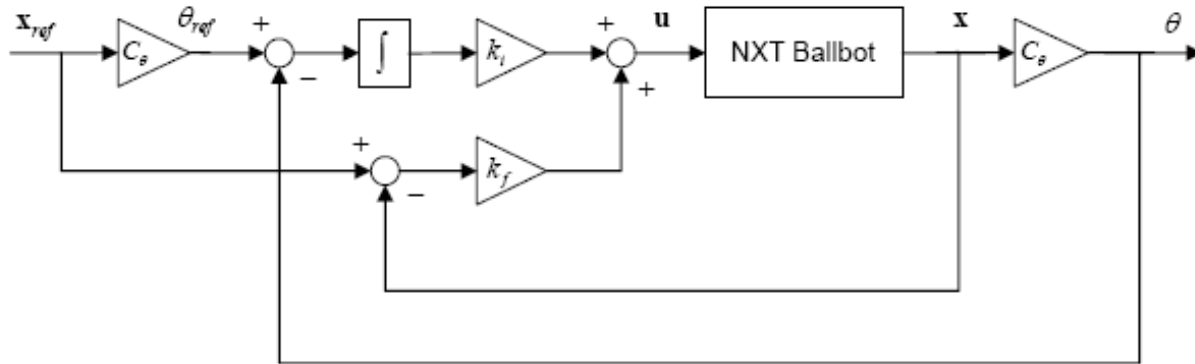 x_ref
C_θ
θ_ref
+
−
∫
k_i
+
+
u
NXT Ballbot
x
C_θ
θ
+
−
k_f